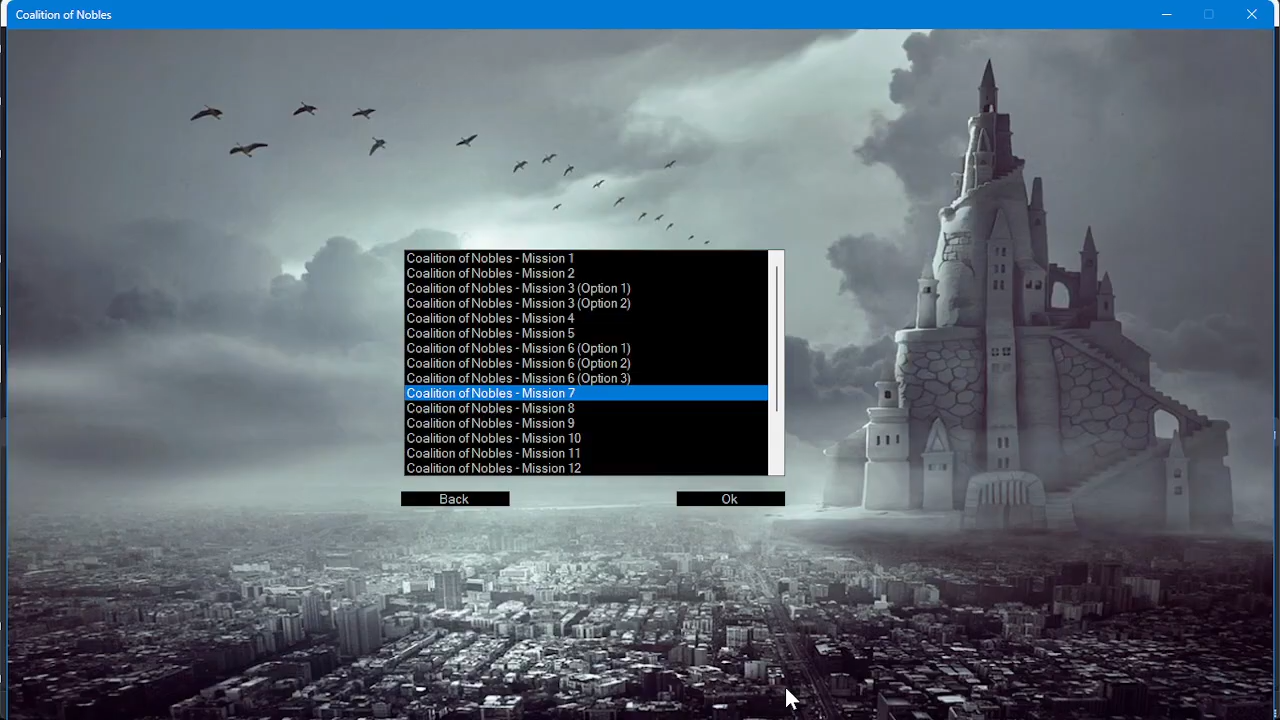 Coalition of Nobles
Coalition of Nobles - Mission 1
Coalition of Nobles - Mission 2
Coalition of Nobles - Mission 3 (Option 1)
Coalition of Nobles - Mission 3 (Option 2)
Coalition of Nobles - Mission 4
Coalition of Nobles - Mission 5
Coalition of Nobles - Mission 6 (Option 1)
Coalition of Nobles - Mission 6 (Option 2)
Coalition of Nobles - Mission 6 (Option 3)
Coalition of Nobles - Mission 7
Coalition of Nobles - Mission 8
Coalition of Nobles - Mission 9
Coalition of Nobles - Mission 10
Coalition of Nobles - Mission 11
Coalition of Nobles - Mission 12
Back
Ok